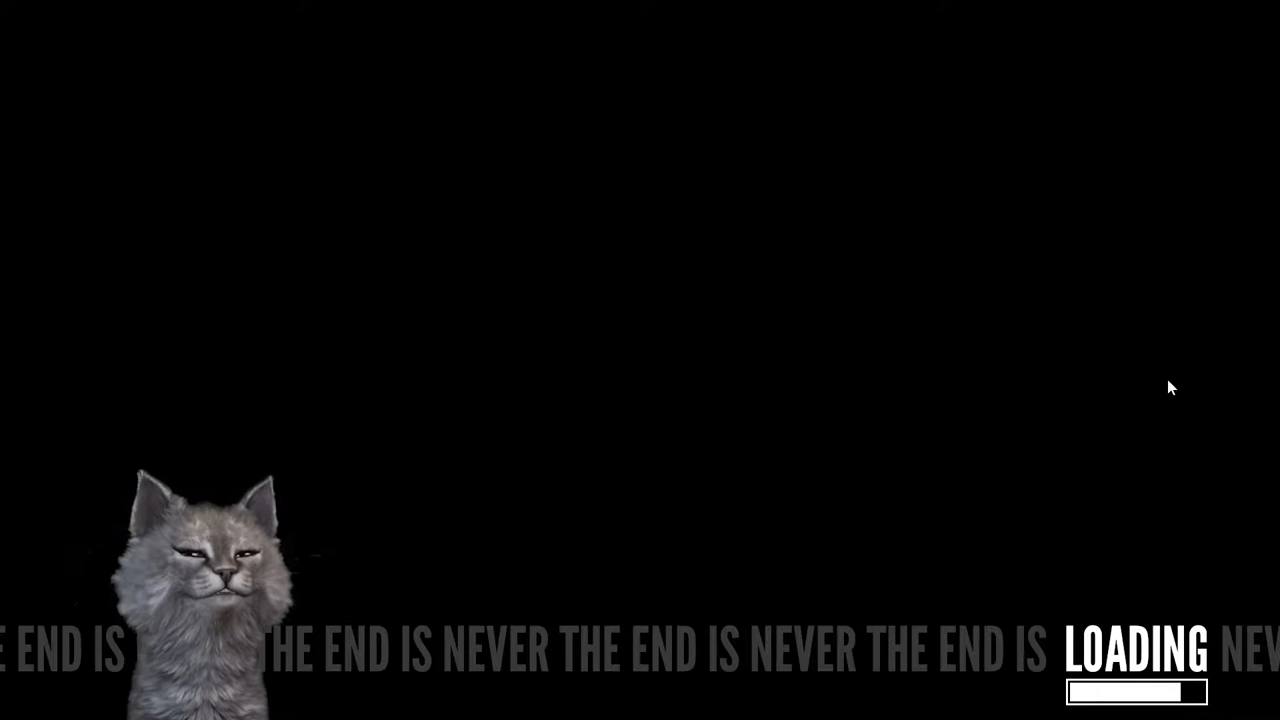 E END IS THE END IS NEVER THE END IS NEVER THE END IS LOADING NEV